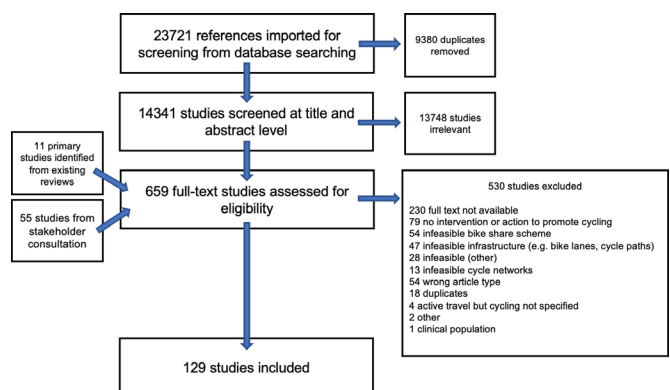 23721 references imported for
screening from database searching
9380 duplicates
removed
14341 studies screened at title and
abstract level
13748 studies
irrelevant
11 primary
studies identified
from existing
reviews
55 studies from
stakeholder
consultation
659 full-text studies assessed for
eligibility
530 studies excluded
230 full text not available
79 no intervention or action to promote cycling
54 infeasible bike share scheme
47 infeasible infrastructure (e.g. bike lanes, cycle paths)
28 infeasible (other)
13 infeasible cycle networks
54 wrong article type
18 duplicates
4 active travel but cycling not specified
2 other
1 clinical population
129 studies included